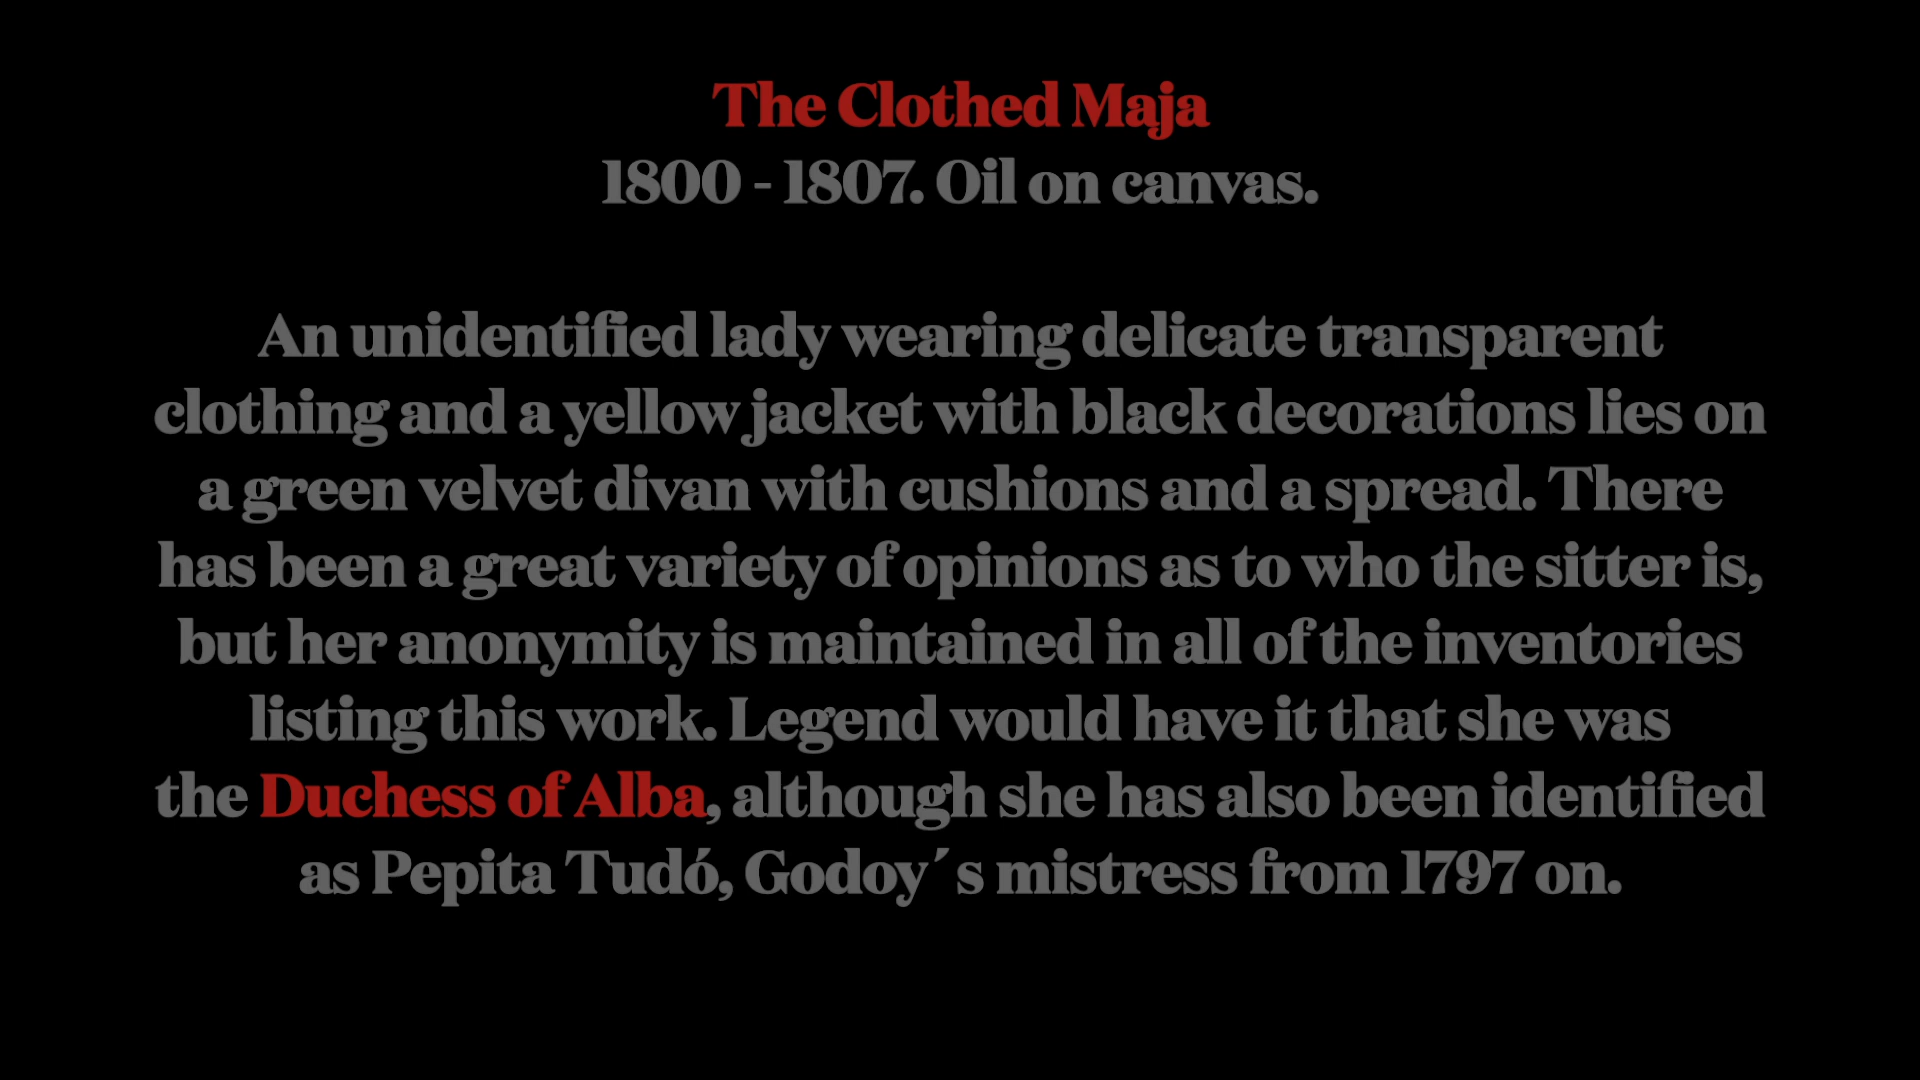 The Clothed Maja
1800 - 1807. Oil on canvas.
An unidentified lady wearing delicate transparent
clothing and a yellow jacket with black decorations lies on
a green velvet divan with cushions and a spread. There
has been a great variety of opinions as to who the sitter is,
but her anonymity is maintained in all of the inventories
listing this work. Legend would have it that she was
the Duchess of Alba, although she has also been identified
as Pepita Tudó, Godoy´s mistress from 1797 on.